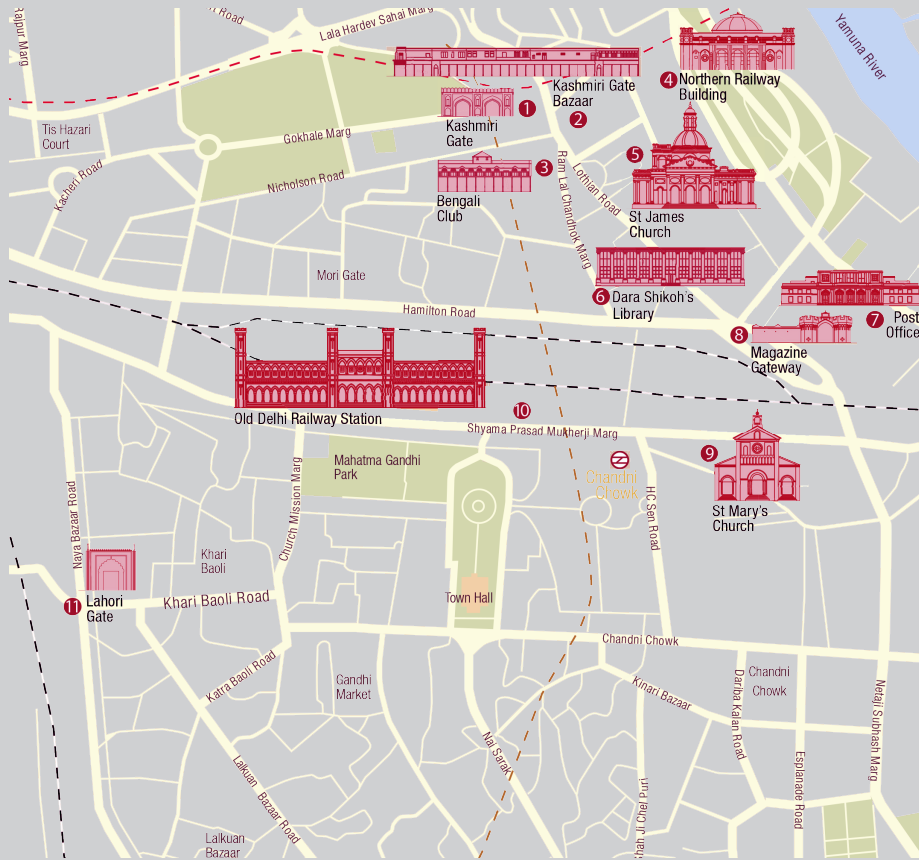 Rajpur Marg
n Road
Lala Hardev Sahai Marg
Yamuna River
4 Northern Railway
Building
Kashmiri Gate
Bazaar
2
1
Kashmiri
Gate
Tis Hazari
Court
Gokhale Marg
Kacheri Road
Nicholson Road
3
Bengali
Club
Ram Lal Chandhok Marg
Lothian Road
5
St James
Church
Mori Gate
Hamilton Road
6 Dara Shikoh's
Library
7 Post
Office
8
Magazine
Gateway
Old Delhi Railway Station
10
Shyama Prasad Mukherji Marg
Mahatma Gandhi
Park
Chandni
Chowk
9
St Mary's
Church
HC Sen Road
Church Mission Marg
Naya Bazaar Road
Khari
Baoli
11 Lahori
Gate
Khari Baoli Road
Town Hall
Chandni Chowk
Katra Baoli Road
Gandhi
Market
Kinari Bazaar
Dariba Kalan Road
Chandni
Chowk
Netaji Subhash Marg
Nai Sarak
Lalkuan Bazaar Road
Esplanade Road
hah Ji Chel Puri
Lalkuan
Bazaar